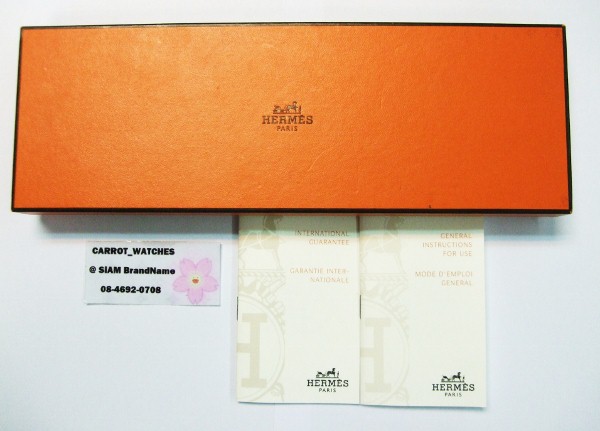 HERMÈS
PARIS
CARROT_WATCHES
@ SIAM BrandName
08-4692-0708
INTERNATIONAL
GUARANTEE
GARANTIE INTER-
NATIONALE
HERMÈS
PARIS
GENERAL
INSTRUCTIONS
FOR USE
MODE D'EMPLOI
GENERAL
HERMÈS
PARIS